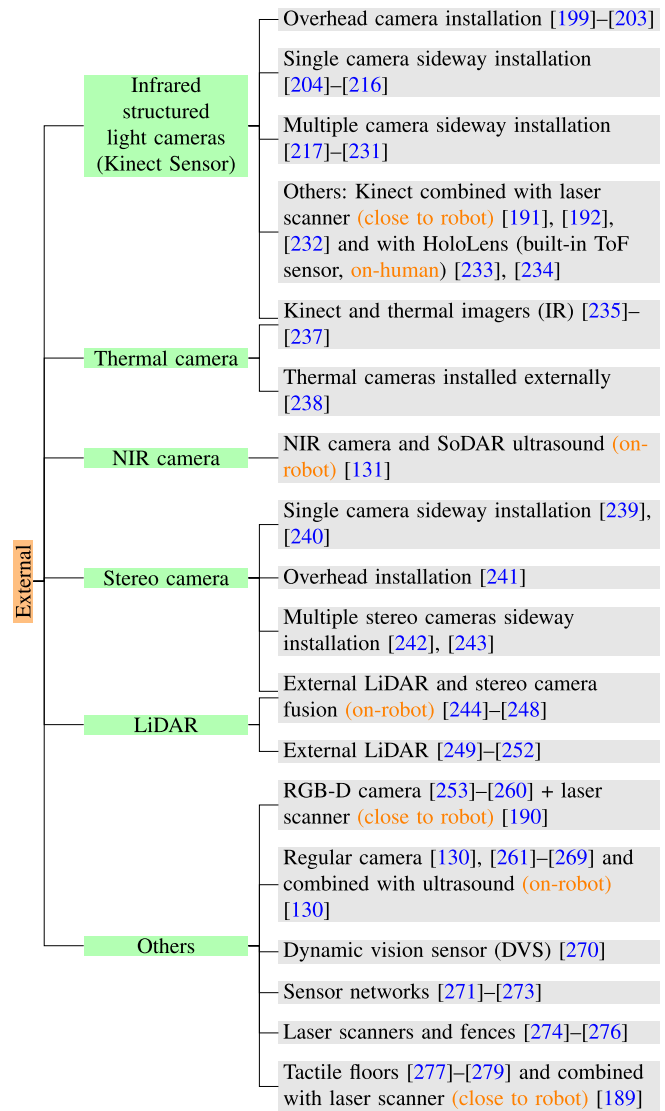 External
Infrared
structured
light cameras
(Kinect Sensor)
Overhead camera installation [199]–[203]
Single camera sideway installation
[204]–[216]
Multiple camera sideway installation
[217]–[231]
Others: Kinect combined with laser
scanner (close to robot) [191], [192],
[232] and with HoloLens (built-in ToF
sensor, on-human) [233], [234]
Kinect and thermal imagers (IR) [235]–
[237]
Thermal camera
Thermal cameras installed externally
[238]
NIR camera
NIR camera and SoDAR ultrasound (on-
robot) [131]
Stereo camera
Single camera sideway installation [239],
[240]
Overhead installation [241]
Multiple stereo cameras sideway
installation [242], [243]
External LiDAR and stereo camera
fusion (on-robot) [244]–[248]
LiDAR
External LiDAR [249]–[252]
Others
RGB-D camera [253]–[260] + laser
scanner (close to robot) [190]
Regular camera [130], [261]–[269] and
combined with ultrasound (on-robot)
[130]
Dynamic vision sensor (DVS) [270]
Sensor networks [271]–[273]
Laser scanners and fences [274]–[276]
Tactile floors [277]–[279] and combined
with laser scanner (close to robot) [189]